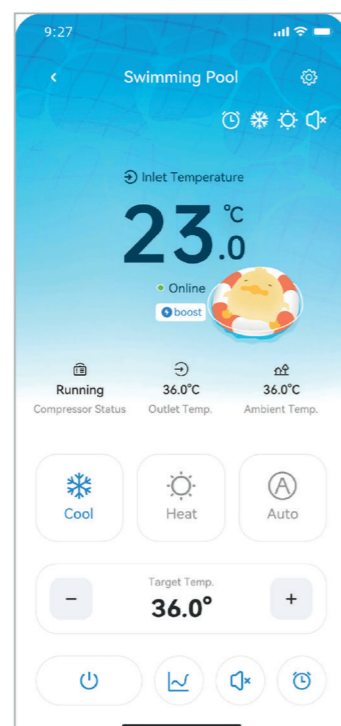 9:27
Swimming Pool
Inlet Temperature
23.0 °C
Online
boost
Running 36.0°C 36.0°C
Compressor Status Outlet Temp. Ambient Temp.
Cool Heat A Auto
Target Temp.
− 36.0° +